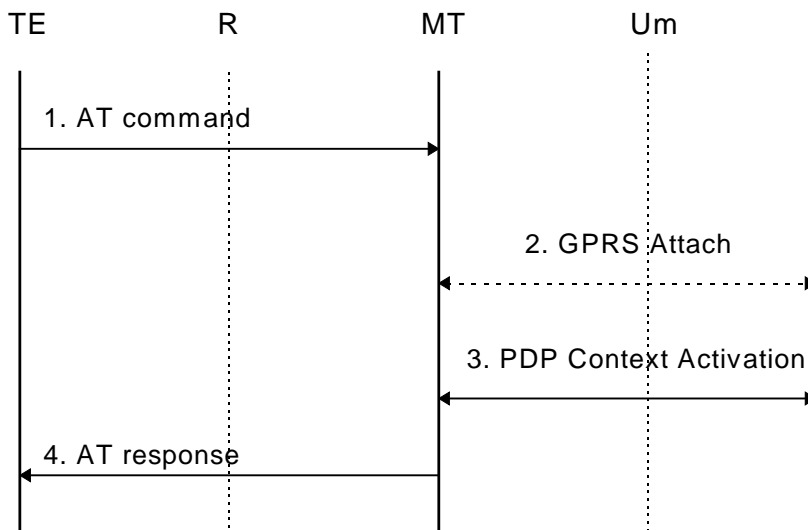 TE R MT Um
1. AT command
2. GPRS Attach
3. PDP Context Activation
4. AT response